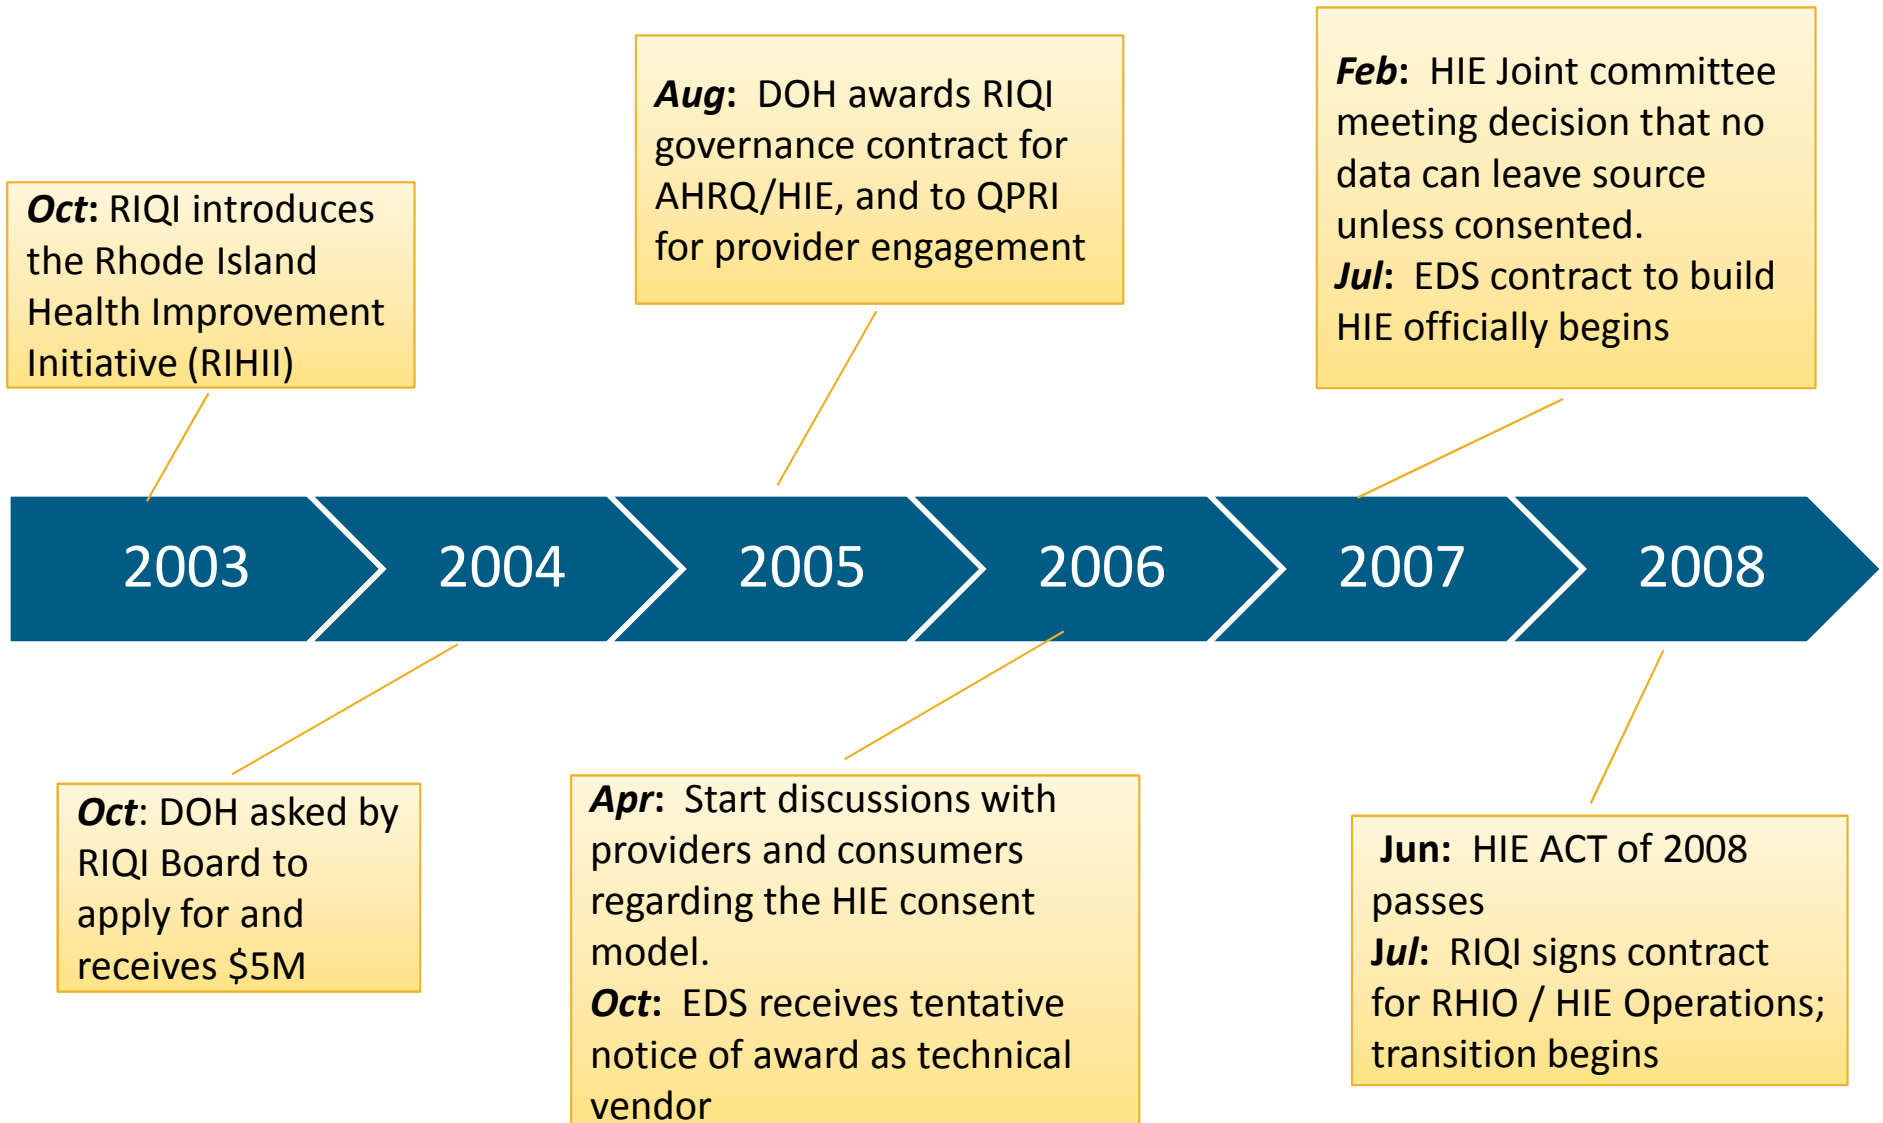 Oct: RIQI introduces
the Rhode Island
Health Improvement
Initiative (RIHII)
Aug:  DOH awards RIQI
governance contract for
AHRQ/HIE, and to QPRI
for provider engagement
Feb:  HIE Joint committee
meeting decision that no
data can leave source
unless consented.
Jul:  EDS contract to build
HIE officially begins
2003
2004
2005
2006
2007
2008
Oct: DOH asked by
RIQI Board to
apply for and
receives $5M
Apr:  Start discussions with
providers and consumers
regarding the HIE consent
model.
Oct:  EDS receives tentative
notice of award as technical
vendor
Jun:  HIE ACT of 2008
passes
Jul:  RIQI signs contract
for RHIO / HIE Operations;
transition begins